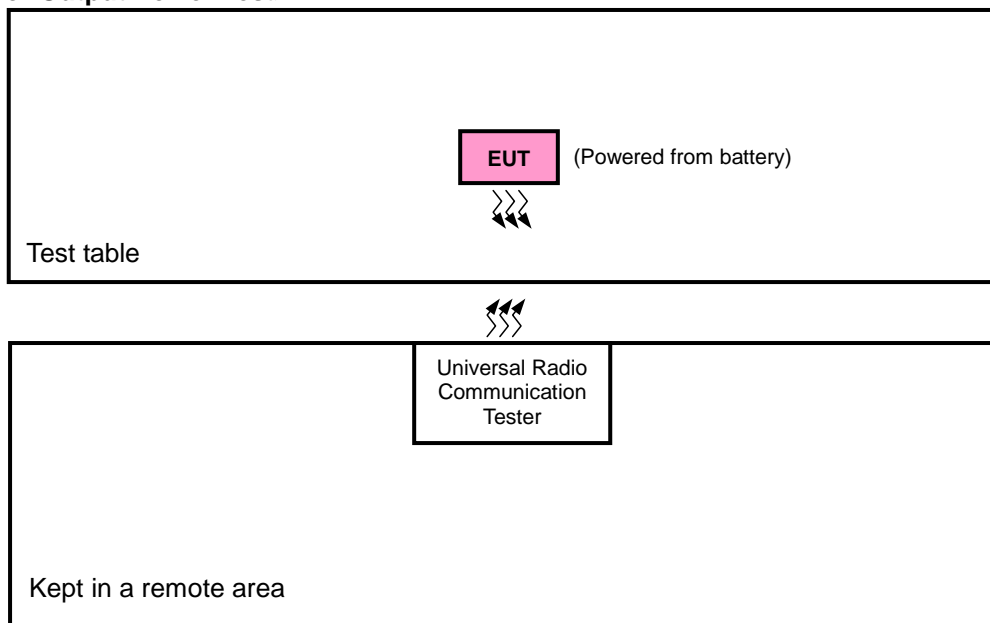 EUT
(Powered from battery)
Test table
Universal Radio
Communication
Tester
Kept in a remote area